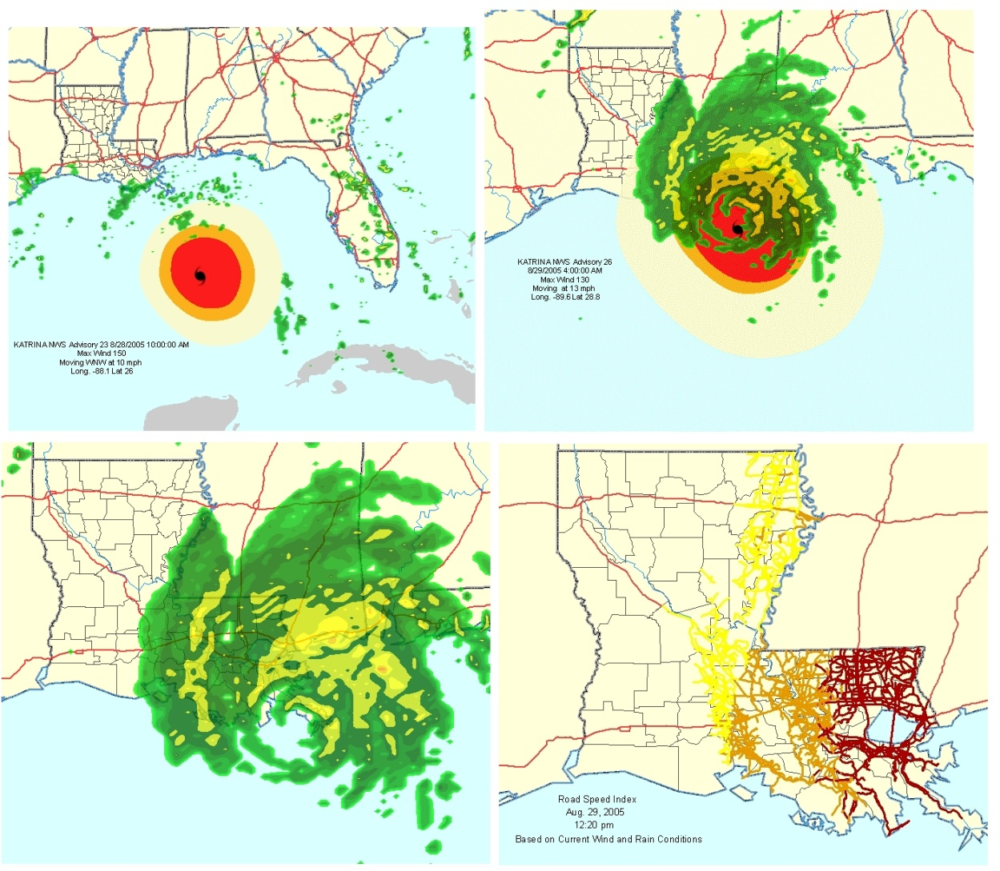 KATRINA NWS Advisory 23 8/28/2005 10:00:00 AM
Max Wind 150
Moving WNW at 10 mph
Long. -88.1 Lat 26
KATRINA NWS Advisory 26
8/29/2005 4:00:00 AM
Max Wind 130
Moving at 13 mph
Long. -89.6 Lat 28.8
Road Speed Index
Aug. 29, 2005
12:20 pm
Based on Current Wind and Rain Conditions